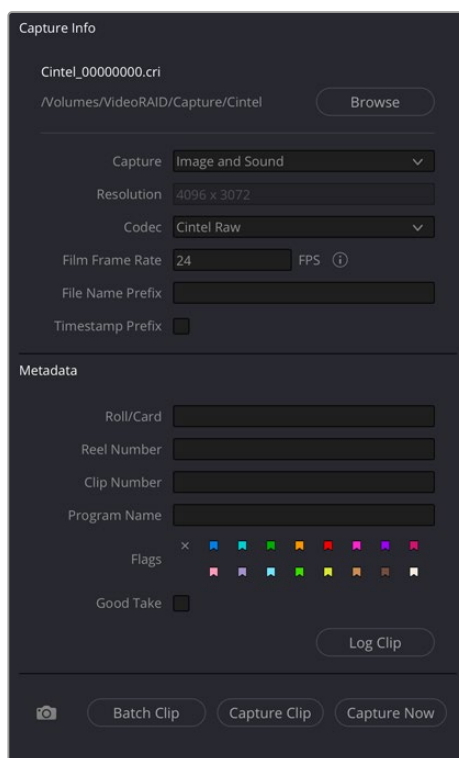 Capture Info
Cintel_00000000.cri
/Volumes/VideoRAID/Capture/Cintel
Browse
Capture
Image and Sound
Resolution
4096 x 3072
Codec
Cintel Raw
Film Frame Rate
24
FPS
File Name Prefix
Timestamp Prefix
Metadata
Roll/Card
Reel Number
Clip Number
Program Name
Flags
Good Take
Log Clip
Batch Clip
Capture Clip
Capture Now